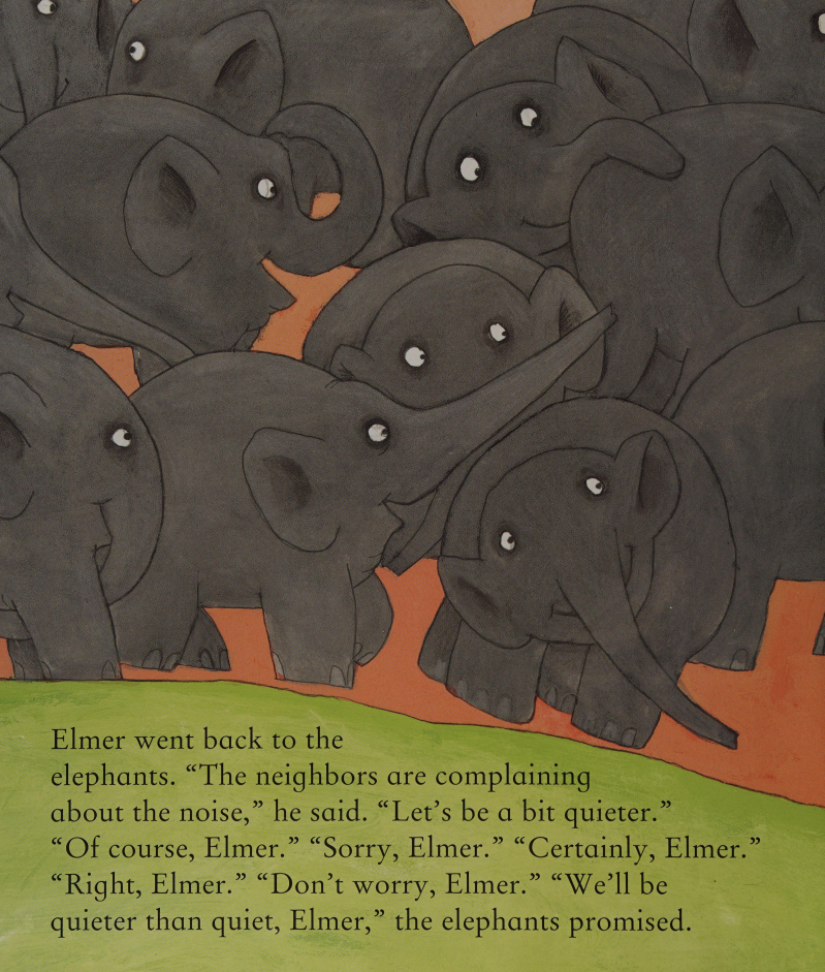 Elmer went back to the
elephants. “The neighbors are complaining
about the noise,” he said. “Let’s be a bit quieter.”
“Of course, Elmer.” “Sorry, Elmer.” “Certainly, Elmer.”
“Right, Elmer.” “Don’t worry, Elmer.” “We’ll be
quieter than quiet, Elmer,” the elephants promised.